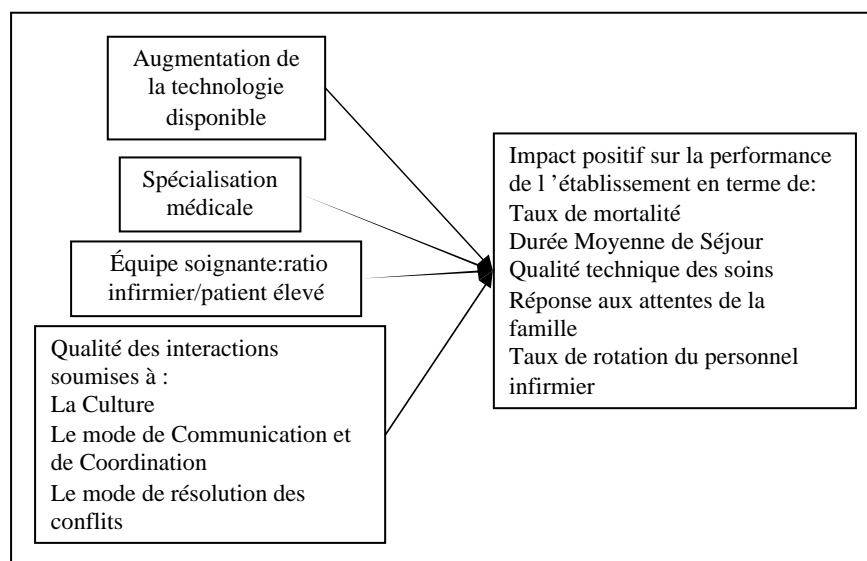 Augmentation de
la technologie
disponible
Spécialisation
médicale
Équipe soignante:ratio
infirmier/patient élevé
Qualité des interactions
soumises à :
La Culture
Le mode de Communication et
de Coordination
Le mode de résolution des
conflits
Impact positif sur la performance
de l ’établissement en terme de:
Taux de mortalité
Durée Moyenne de Séjour
Qualité technique des soins
Réponse aux attentes de la
famille
Taux de rotation du personnel
infirmier